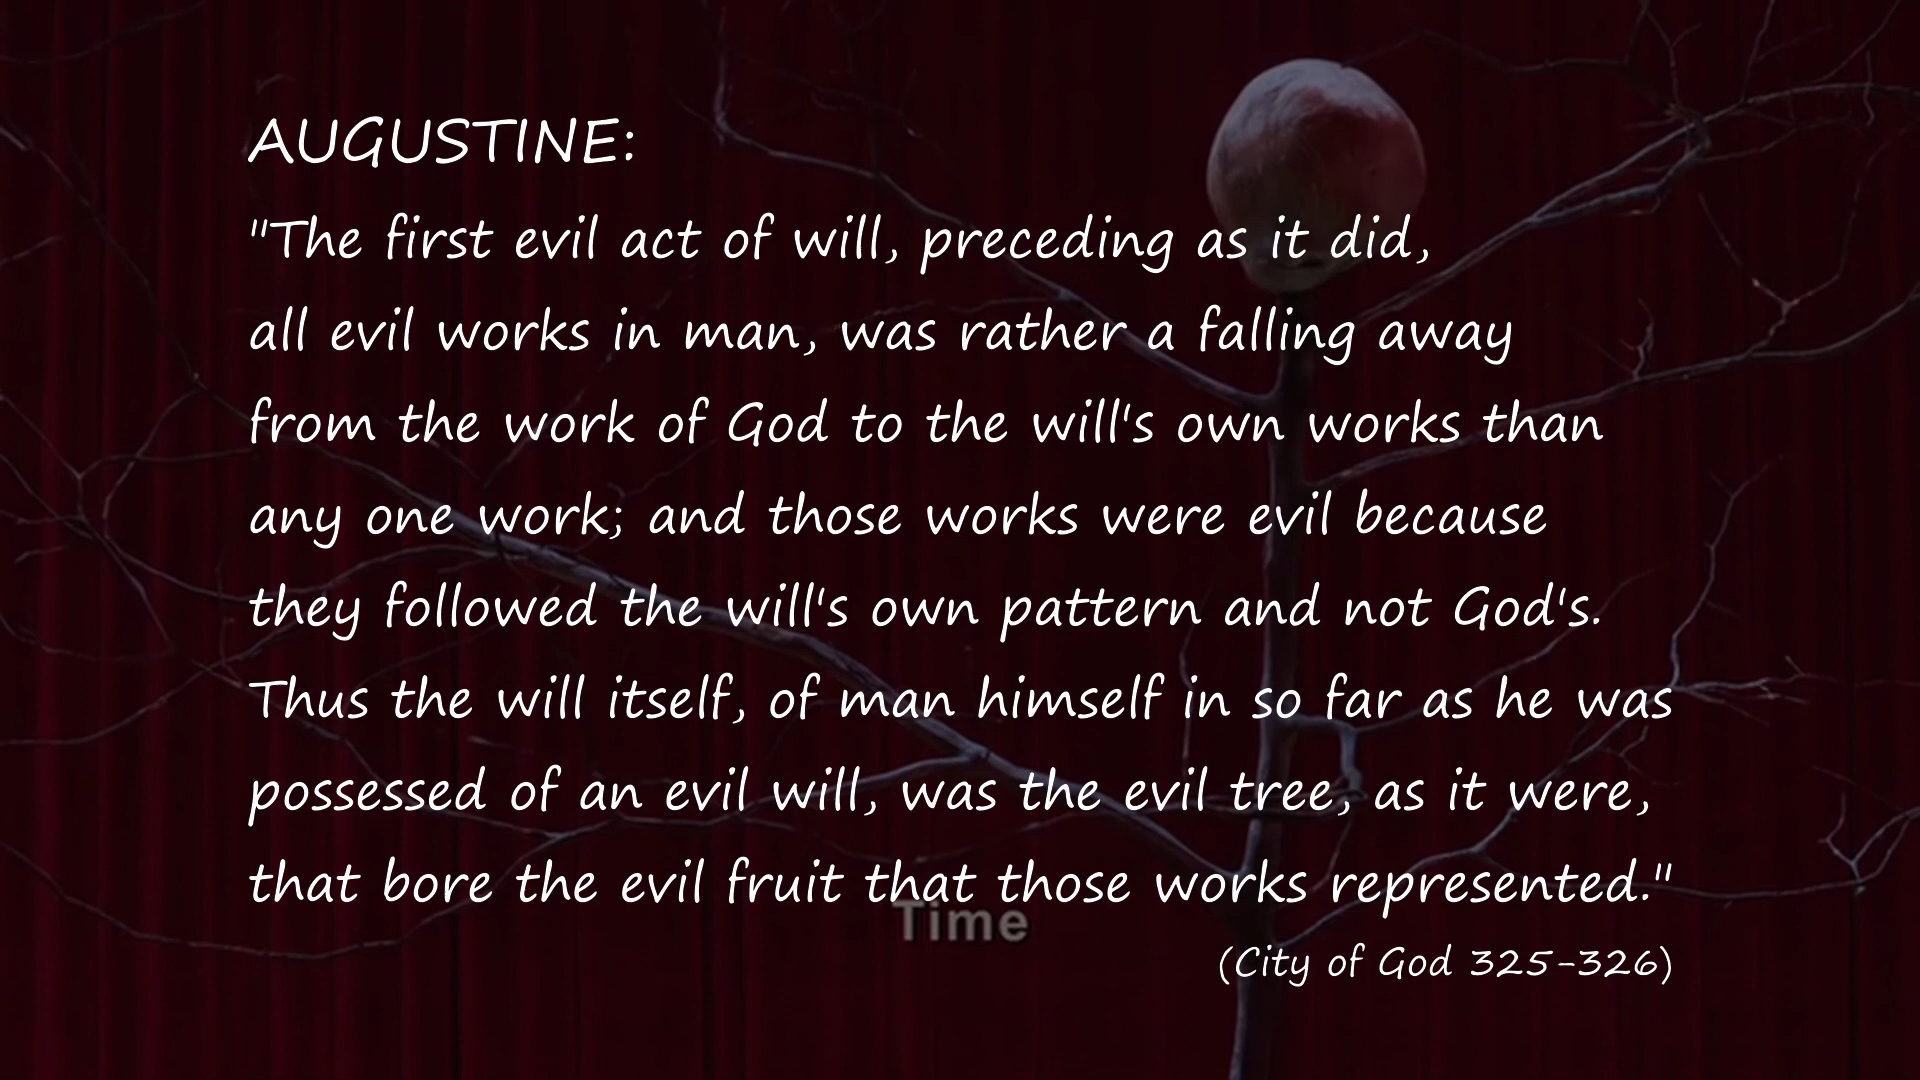 AUGUSTINE:
"The first evil act of will, preceding as it did,
all evil works in man, was rather a falling away
from the work of God to the will's own works than
any one work; and those works were evil because
they followed the will's own pattern and not God's.
Thus the will itself, of man himself in so far as he was
possessed of an evil will, was the evil tree, as it were,
that bore the evil fruit that those works represented."
Time
(City of God 325-326)